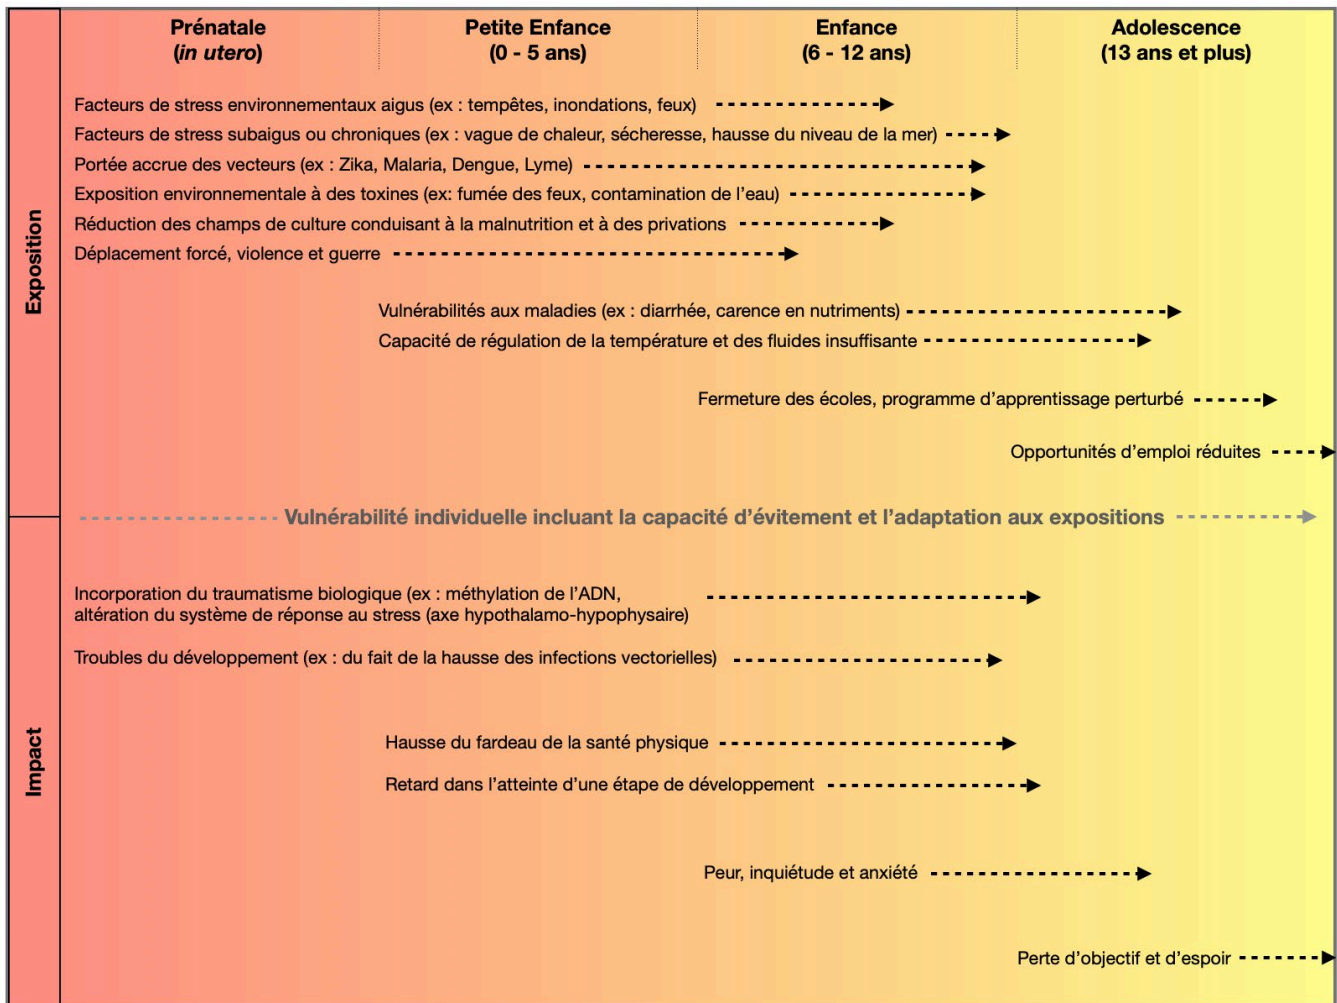 Prénatale
(in utero)
Petite Enfance
(0 - 5 ans)
Enfance
(6 - 12 ans)
Adolescence
(13 ans et plus)
Exposition
Facteurs de stress environnementaux aigus (ex : tempêtes, inondations, feux)
Facteurs de stress subaigus ou chroniques (ex : vague de chaleur, sécheresse, hausse du niveau de la mer)
Portée accrue des vecteurs (ex : Zika, Malaria, Dengue, Lyme)
Exposition environnementale à des toxines (ex: fumée des feux, contamination de l'eau)
Réduction des champs de culture conduisant à la malnutrition et à des privations
Déplacement forcé, violence et guerre
Vulnérabilités aux maladies (ex : diarrhée, carence en nutriments)
Capacité de régulation de la température et des fluides insuffisante
Fermeture des écoles, programme d'apprentissage perturbé
Opportunités d'emploi réduites
Vulnérabilité individuelle incluant la capacité d'évitement et l'adaptation aux expositions
Impact
Incorporation du traumatisme biologique (ex : méthylation de l'ADN,
altération du système de réponse au stress (axe hypothalamo-hypophysaire)
Troubles du développement (ex : du fait de la hausse des infections vectorielles)
Hausse du fardeau de la santé physique
Retard dans l'atteinte d'une étape de développement
Peur, inquiétude et anxiété
Perte d'objectif et d'espoir